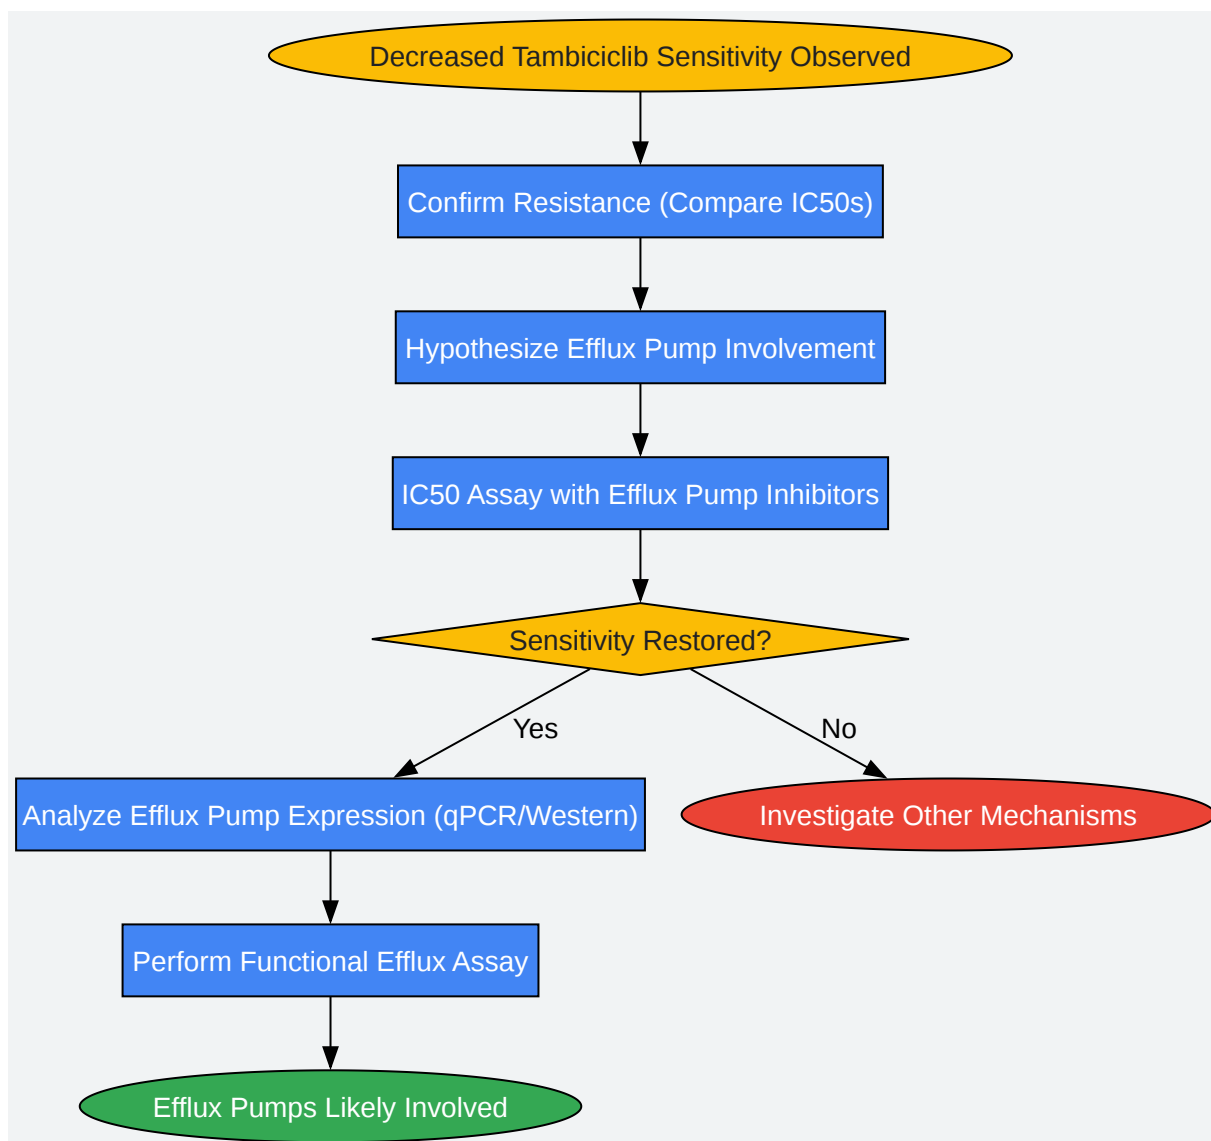 Decreased Tambiciclib Sensitivity Observed
Confirm Resistance (Compare IC50s)
Hypothesize Efflux Pump Involvement
IC50 Assay with Efflux Pump Inhibitors
Sensitivity Restored?
Yes
No
Analyze Efflux Pump Expression (qPCR/Western)
Investigate Other Mechanisms
Perform Functional Efflux Assay
Efflux Pumps Likely Involved